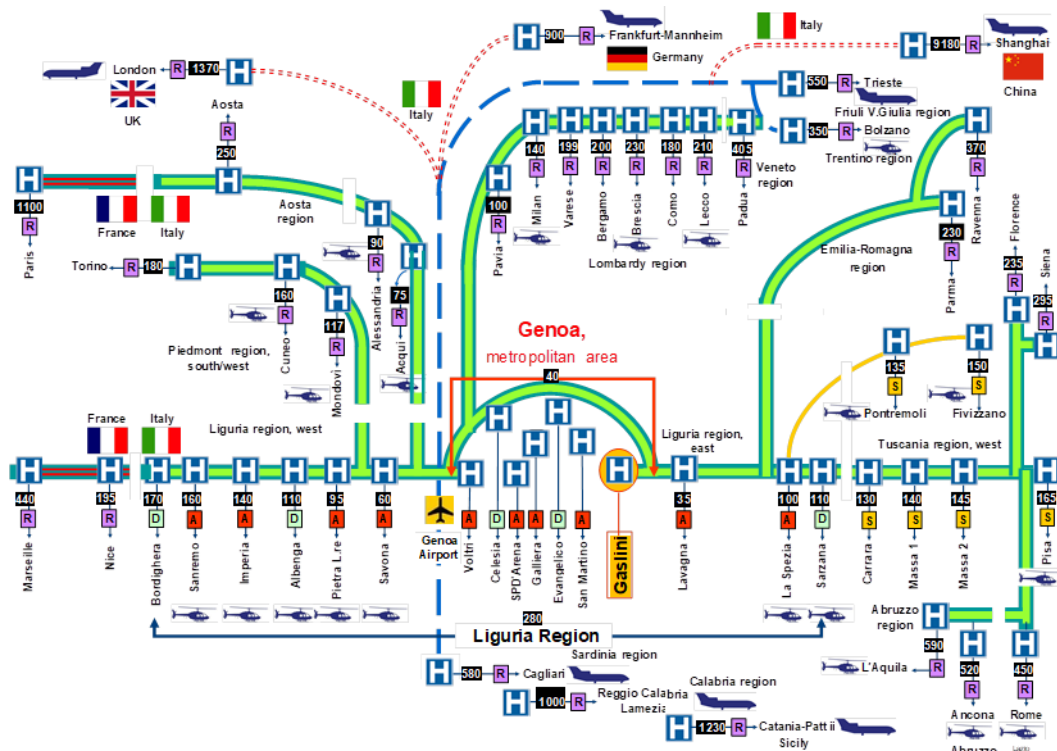 Italy
900
R
Frankfurt-Mannheim
Germany
Italy
9180
R
Shanghai
China
London
R
1370
UK
Italy
550
R
Trieste
Friuli V.Giulia region
350
R
Bolzano
Trentino region
Aosta
R
250
Aosta
region
1100
R
Paris
France
Italy
140
R
Milan
199
R
Varese
200
R
Bergamo
230
R
Brescia
180
R
Como
210
R
Lecco
405
R
Padua
Veneto
region
100
R
Pavia
Lombardy region
370
R
Ravenna
230
R
Parma
Emilia-Romagna
region
Florence
R
235
Siena
R
295
Torino
R
180
160
R
Cuneo
117
R
Mondovì
90
R
Alessandria
75
R
Acqui
Piedmont region,
south/west
Genoa,
metropolitan area
40
135
S
Pontremoli
150
S
Fivizzano
France
Italy
Liguria region, west
Liguria region,
east
Tuscania region, west
440
R
Marseille
195
R
Nice
170
D
Bordighera
160
A
Sanremo
140
A
Imperia
110
D
Albenga
95
A
Pietra L.re
60
A
Savona
Genoa
Airport
A
Voltri
D
Celesia
A
SPD'Arena
A
Galliera
D
Evangelico
A
San Martino
Gaslini
35
A
Lavagna
100
A
La Spezia
110
D
Sarzana
130
S
Carrara
140
S
Massa 1
145
S
Massa 2
165
S
Pisa
280
Liguria Region
Abruzzo
region
590
R
L'Aquila
520
R
Ancona
Abruzzo
450
R
Rome
Lazio
580
R
Cagliari
Sardinia region
1000
R
Reggio Calabria
Lamezia
Calabria region
1230
R
Catania-Patt ii
Sicily